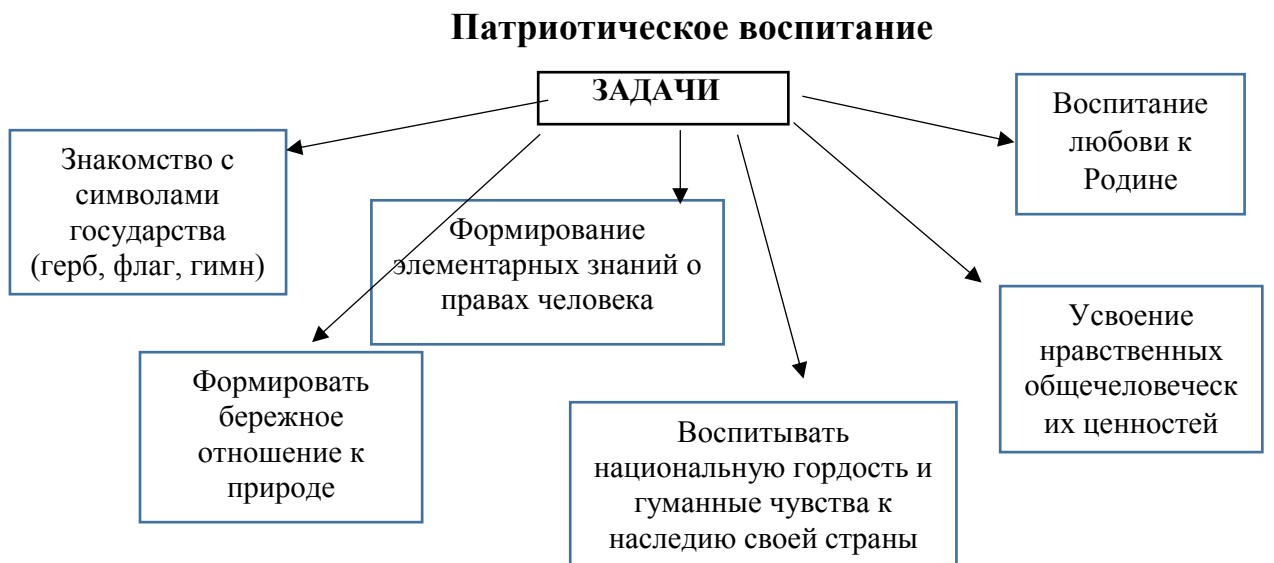 Патриотическое воспитание
ЗАДАЧИ
Воспитание
любови к
Родине
Знакомство с
символами
государства
(герб, флаг, гимн)
Формирование
элементарных знаний о
правах человека
Усвоение
нравственных
общечеловеческ
их ценностей
Формировать
бережное
отношение к
природе
Воспитывать
национальную гордость и
гуманные чувства к
наследию своей страны